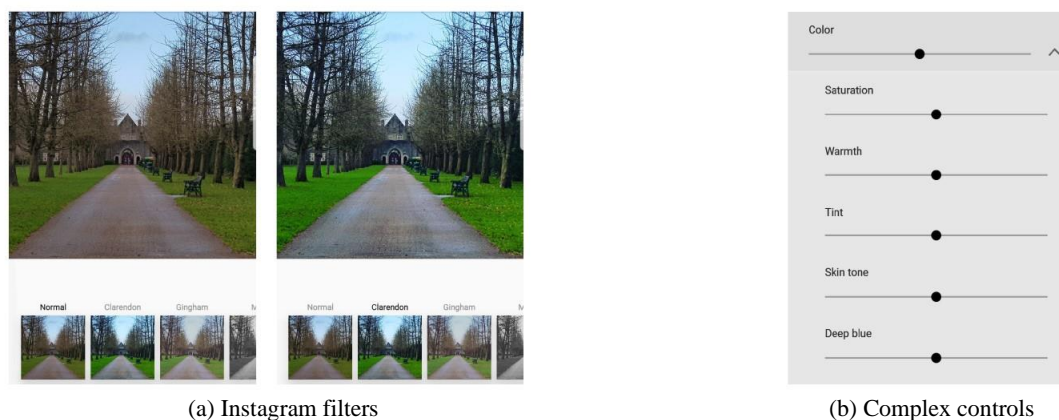 Normal
Clarendon
Gingham
M
Normal
Clarendon
Gingham
M
Color
Saturation
Warmth
Tint
Skin tone
Deep blue
(a) Instagram filters
(b) Complex controls